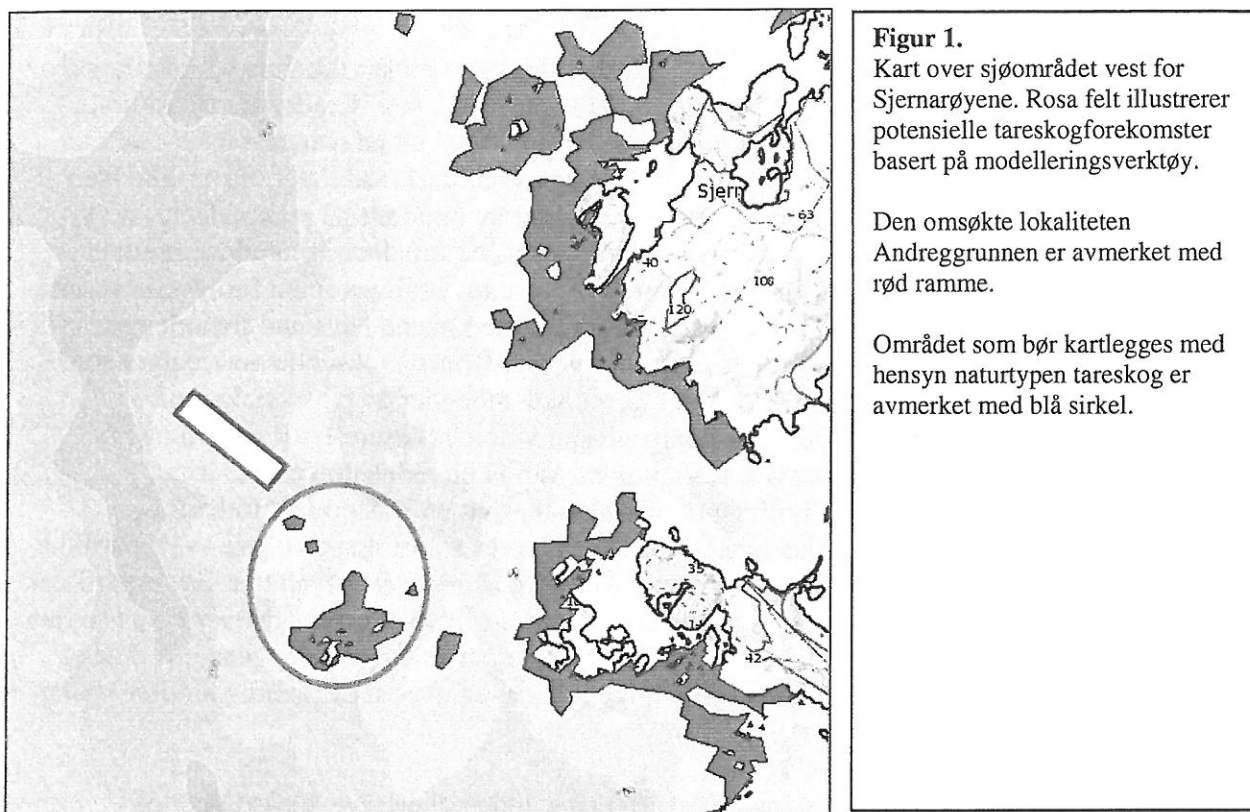 Figur 1.
Kart over sjøområdet vest for
Sjernarøyene. Rosa felt illustrerer
potensielle tareskogforekomster
basert på modelleringsverktøy.
Den omsøkte lokaliteten
Andreggrunnen er avmerket med
rød ramme.
Området som bør kartlegges med
hensyn naturtypen tareskog er
avmerket med blå sirkel.
Sjerr
63
40
108
120
35
42